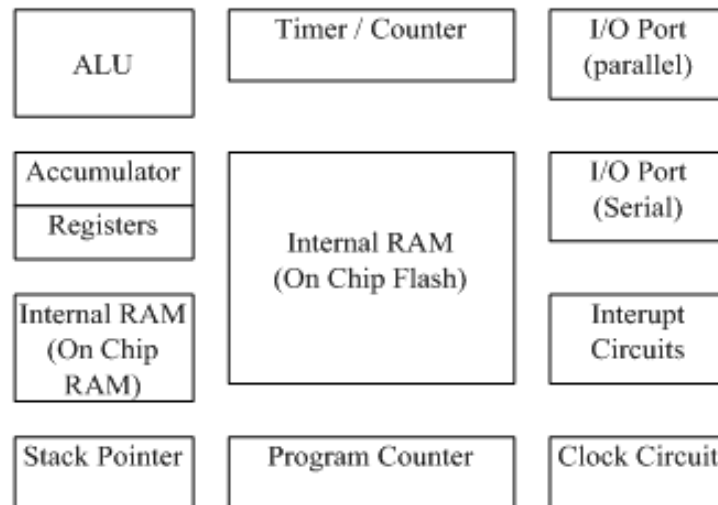 ALU
Timer / Counter
I/O Port
(parallel)
Accumulator
Registers
Internal RAM
(On Chip Flash)
I/O Port
(Serial)
Internal RAM
(On Chip
RAM)
Interupt
Circuits
Stack Pointer
Program Counter
Clock Circuit